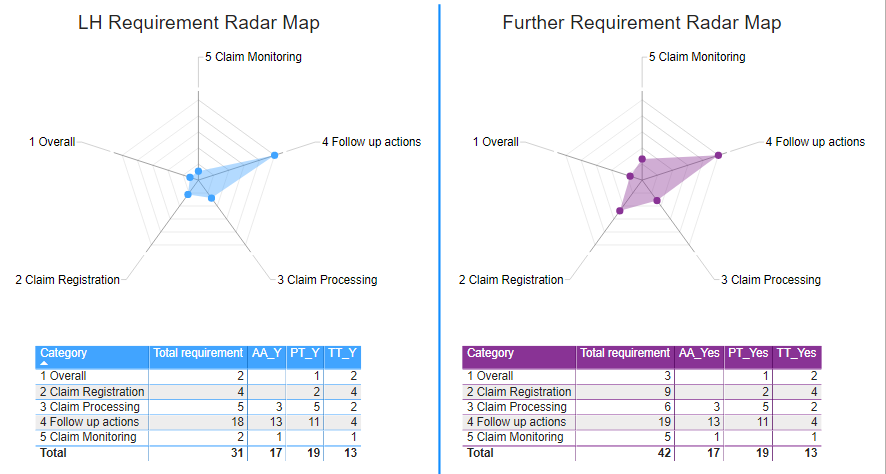 LH Requirement Radar Map
5 Claim Monitoring
1 Overall
4 Follow up actions
2 Claim Registration
3 Claim Processing
Category Total requirement AA_Y PT_Y TT_Y
1 Overall 2 1 2
2 Claim Registration 4 2 4
3 Claim Processing 5 3 5 2
4 Follow up actions 18 13 11 4
5 Claim Monitoring 2 1 1
Total 31 17 19 13
Further Requirement Radar Map
5 Claim Monitoring
1 Overall
4 Follow up actions
2 Claim Registration
3 Claim Processing
Category Total requirement AA_Yes PT_Yes TT_Yes
1 Overall 3 1 2
2 Claim Registration 9 2 4
3 Claim Processing 6 3 5 2
4 Follow up actions 19 13 11 4
5 Claim Monitoring 5 1 1
Total 42 17 19 13